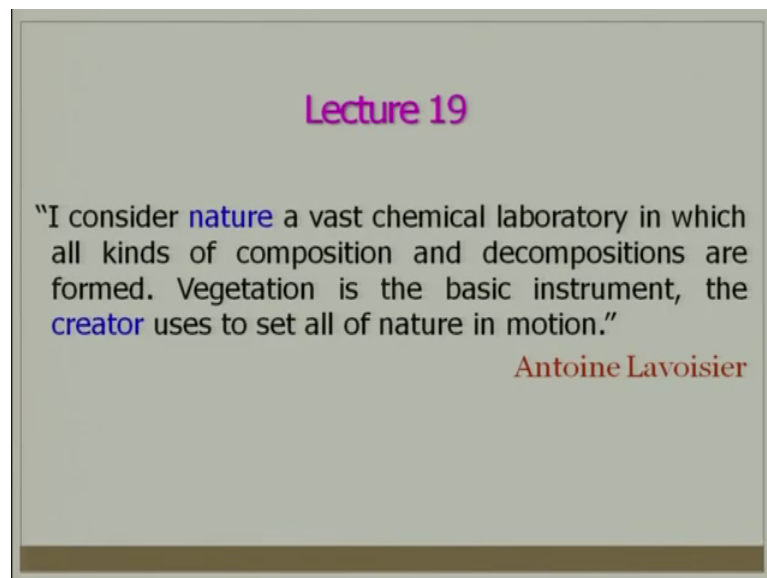 Lecture 19
“I consider nature a vast chemical laboratory in which
all kinds of composition and decompositions are
formed. Vegetation is the basic instrument, the
creator uses to set all of nature in motion.”
Antoine Lavoisier